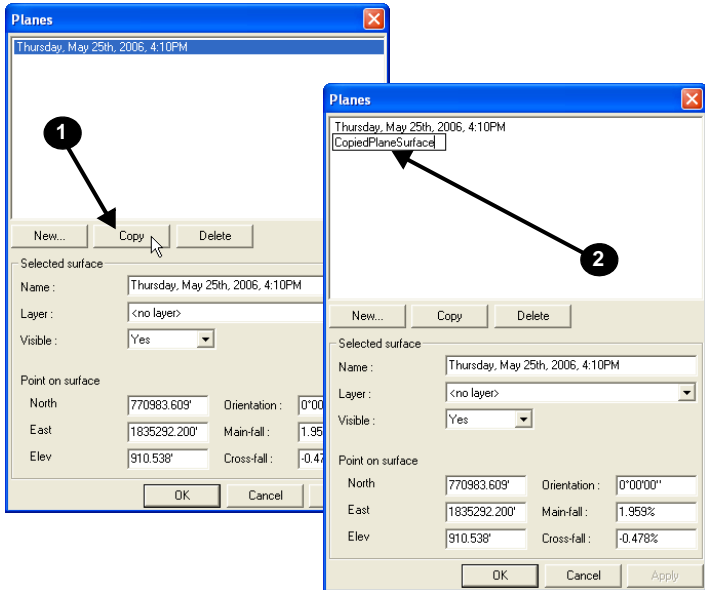 Planes
Thursday, May 25th, 2006, 4:10PM
1
New... Copy Delete
Selected surface
Name : Thursday, May 25th, 2006, 4:10PM
Layer : <no layer>
Visible : Yes
Point on surface
North 770983.609' Orientation : 0°00
East 1835292.200' Main-fall : 1.95
Elev 910.538' Cross-fall : -0.47
OK Cancel
Planes
Thursday, May 25th, 2006, 4:10PM
CopiedPlaneSurface
2
New... Copy Delete
Selected surface
Name : Thursday, May 25th, 2006, 4:10PM
Layer : <no layer>
Visible : Yes
Point on surface
North 770983.609' Orientation : 0°00'00"
East 1835292.200' Main-fall : 1.959%
Elev 910.538' Cross-fall : -0.478%
OK Cancel Apply